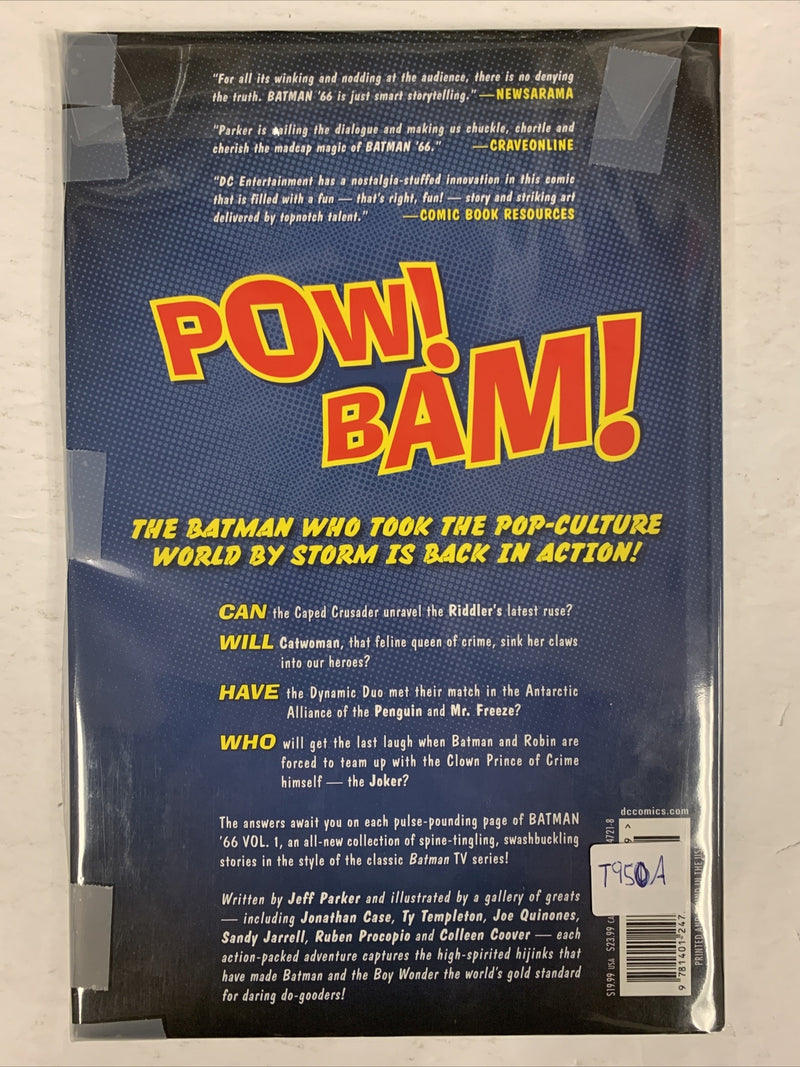 "For all its winking and nodding at the audience, there is no denying
the truth. BATMAN '66 is just smart storytelling." — NEWSARAMA
"Parker is nailing the dialogue and making us chuckle, chortle and
cherish the madcap magic of BATMAN '66." — CRAVEONLINE
"DC Entertainment has a nostalgia-stuffed innovation in this comic
that is filled with a fun — that's right, fun! — story and striking art
delivered by topnotch talent." — COMIC BOOK RESOURCES
POW!
BAM!
THE BATMAN WHO TOOK THE POP-CULTURE
WORLD BY STORM IS BACK IN ACTION!
CAN the Caped Crusader unravel the Riddler's latest ruse?
WILL Catwoman, that feline queen of crime, sink her claws
into our heroes?
HAVE the Dynamic Duo met their match in the Antarctic
Alliance of the Penguin and Mr. Freeze?
WHO will get the last laugh when Batman and Robin are
forced to team up with the Clown Prince of Crime
himself — the Joker?
The answers await you on each pulse-pounding page of BATMAN
'66 VOL. 1, an all-new collection of spine-tingling, swashbuckling
stories in the style of the classic Batman TV series!
Written by Jeff Parker and illustrated by a gallery of greats
— including Jonathan Case, Ty Templeton, Joe Quinones,
Sandy Jarrell, Ruben Procopio and Colleen Coover — each
action-packed adventure captures the high-spirited hijinks that
have made Batman and the Boy Wonder the world's gold standard
for daring do-gooders!
dccomics.com
4721-8
T950A
$19.99 USA $23.99 CA
9 781401 247
PRINTED AND IN THE US